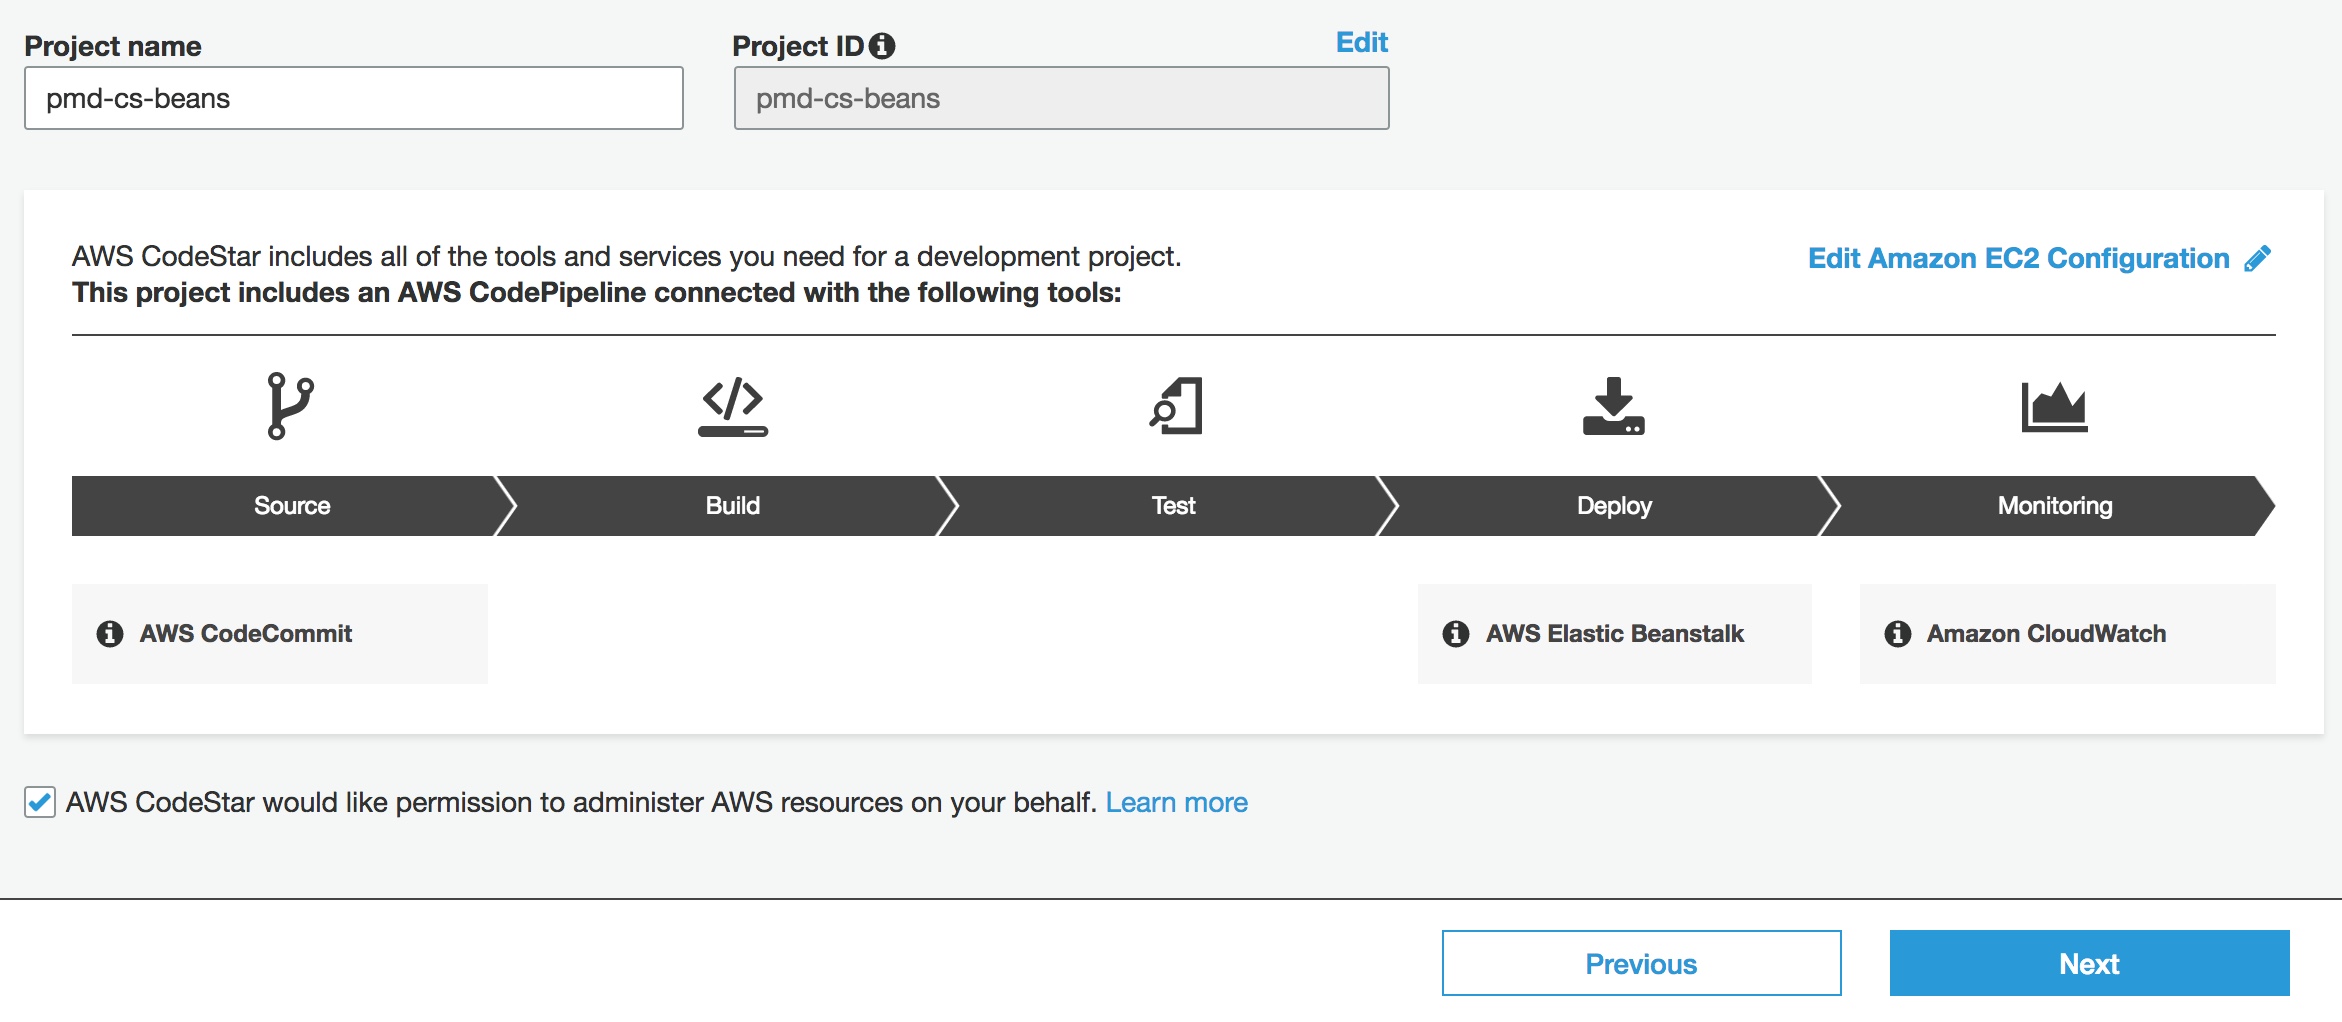 Project name
Project ID
Edit
pmd-cs-beans
pmd-cs-beans
AWS CodeStar includes all of the tools and services you need for a development project.
This project includes an AWS CodePipeline connected with the following tools:
Edit Amazon EC2 Configuration
Source
Build
Test
Deploy
Monitoring
AWS CodeCommit
AWS Elastic Beanstalk
Amazon CloudWatch
AWS CodeStar would like permission to administer AWS resources on your behalf. Learn more
Previous
Next